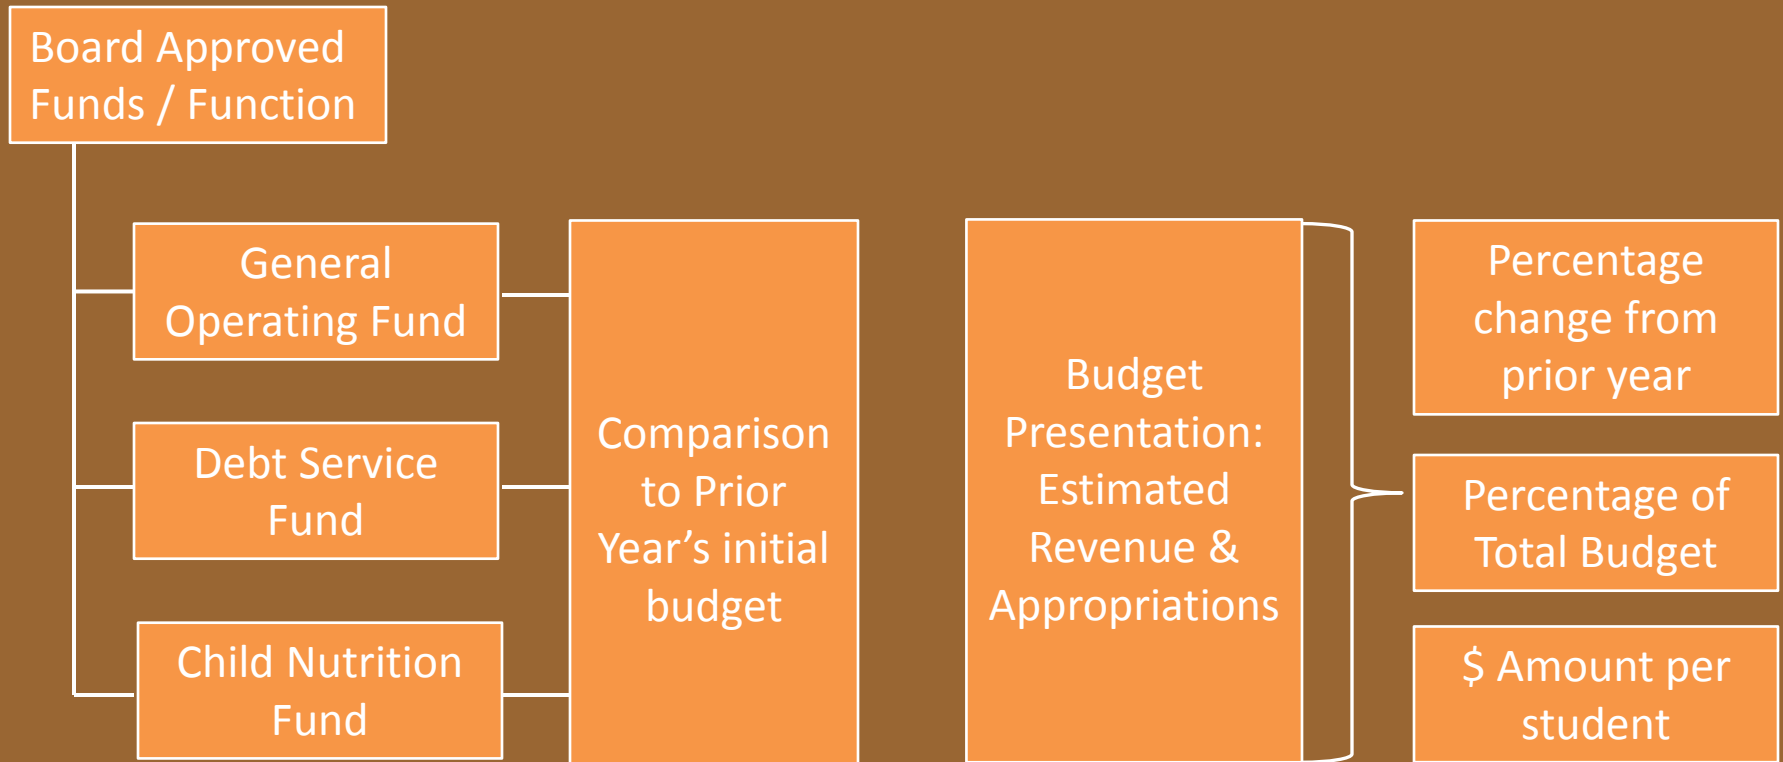 Board Approved
Funds / Function
General
Operating Fund
Debt Service
Fund
Child Nutrition
Fund
Comparison
to Prior
Year’s initial
budget
Budget
Presentation:
Estimated
Revenue &
Appropriations
Percentage
change from
prior year
Percentage of
Total Budget
$ Amount per
student